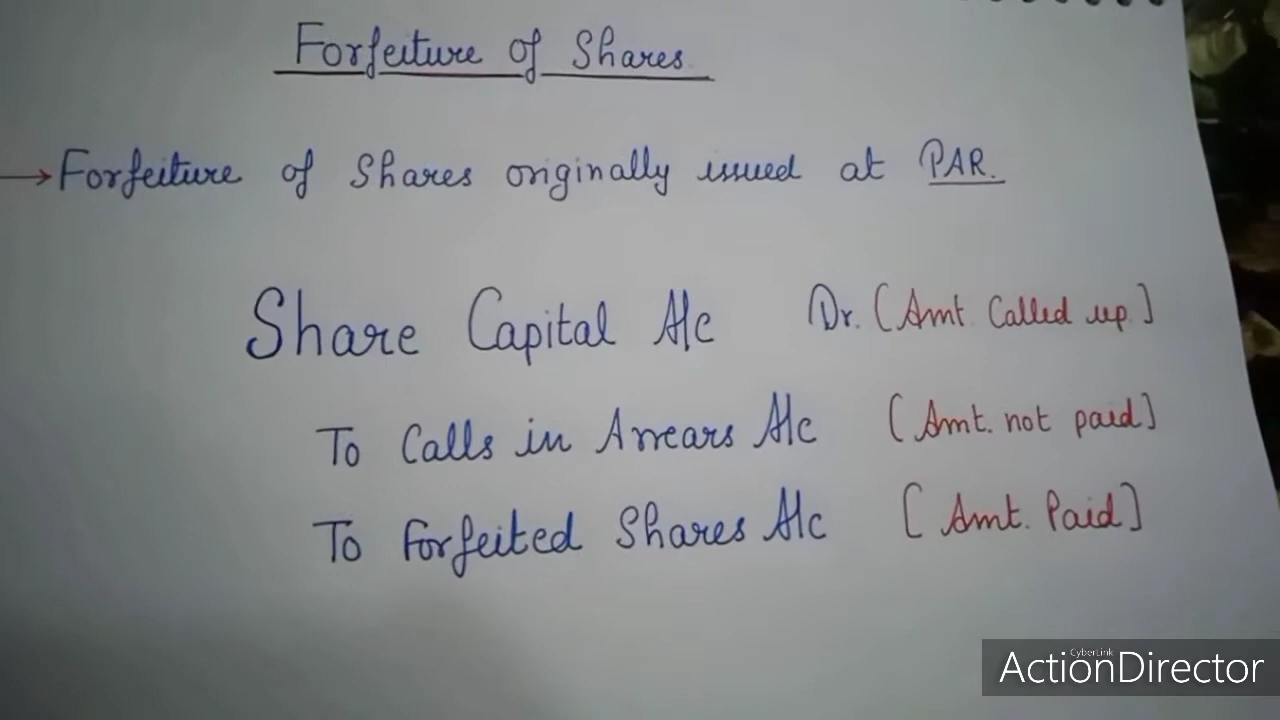 Forfeiture of Shares
→ Forfeiture of Shares originally issued at PAR.
Share Capital A/c Dr. [Amt Called up.]
To Calls in Arrears A/c [Amt. not paid]
To Forfeited Shares A/c [Amt. Paid]
CyberLink
ActionDirector